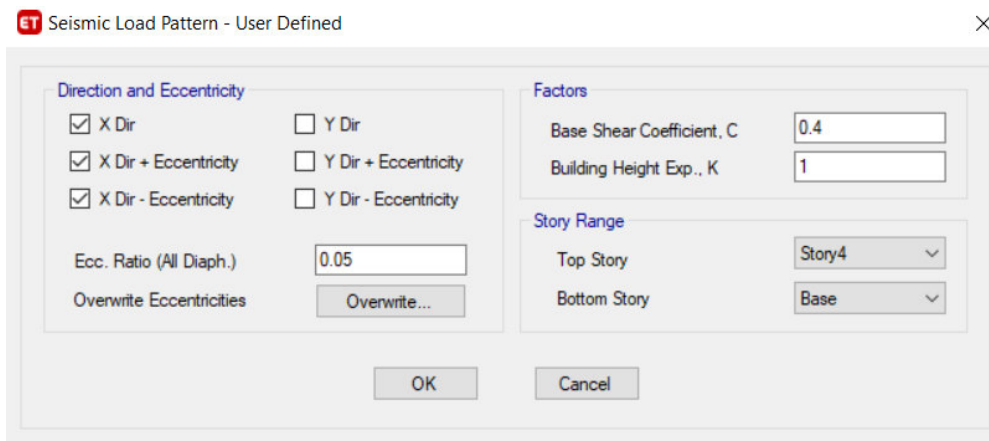 ET Seismic Load Pattern - User Defined
Direction and Eccentricity
X Dir
Y Dir
X Dir + Eccentricity
Y Dir + Eccentricity
X Dir - Eccentricity
Y Dir - Eccentricity
Ecc. Ratio (All Diaph.)
0.05
Overwrite Eccentricities
Overwrite...
Factors
Base Shear Coefficient, C
0.4
Building Height Exp., K
1
Story Range
Top Story
Story4
Bottom Story
Base
OK
Cancel